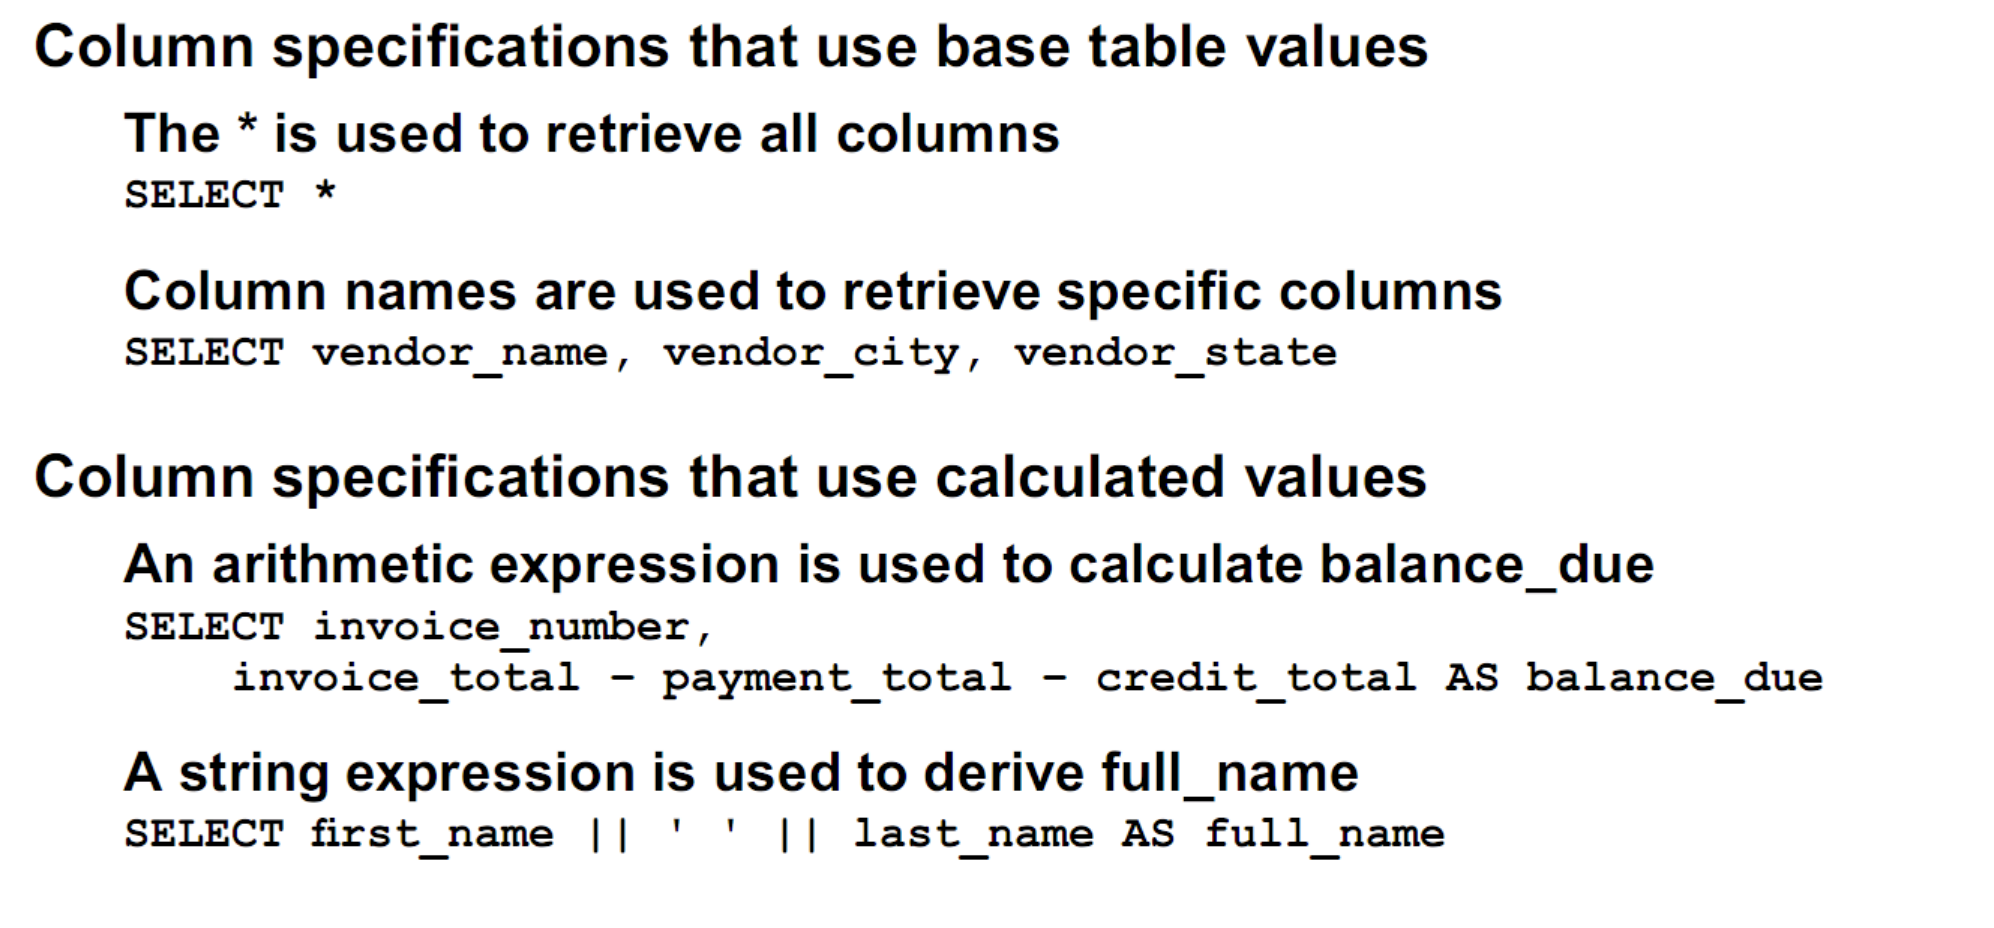 Column specifications that use base table values
The * is used to retrieve all columns
SELECT *
Column names are used to retrieve specific columns
SELECT vendor_name, vendor_city, vendor_state
Column specifications that use calculated values
An arithmetic expression is used to calculate balance_due
SELECT invoice_number,
invoice_total – payment_total – credit_total AS balance_due
A string expression is used to derive full_name
SELECT first_name || ' ' || last_name AS full_name